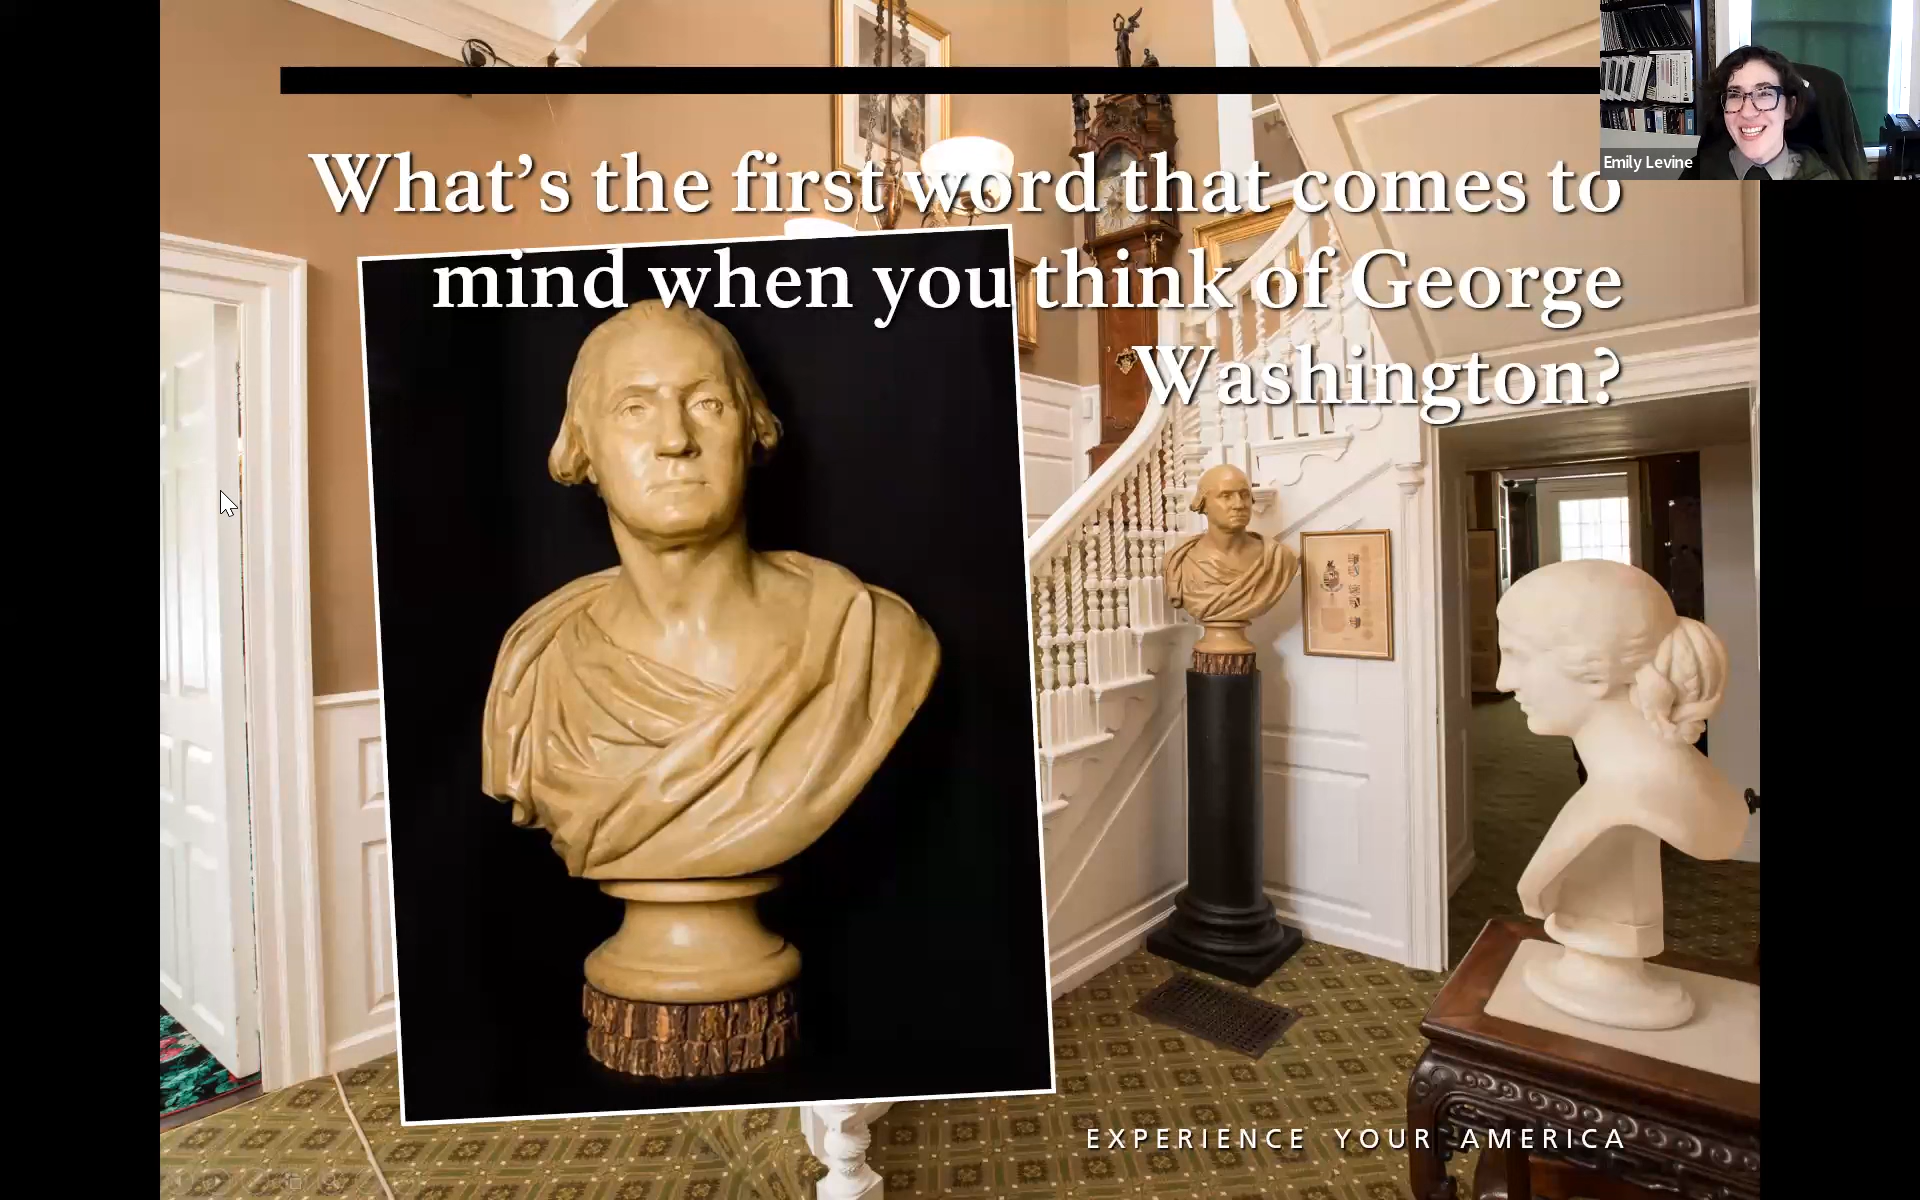 Emily Levine
What's the first word that comes to
mind when you think of George
Washington?
EXPERIENCE YOUR AMERICA